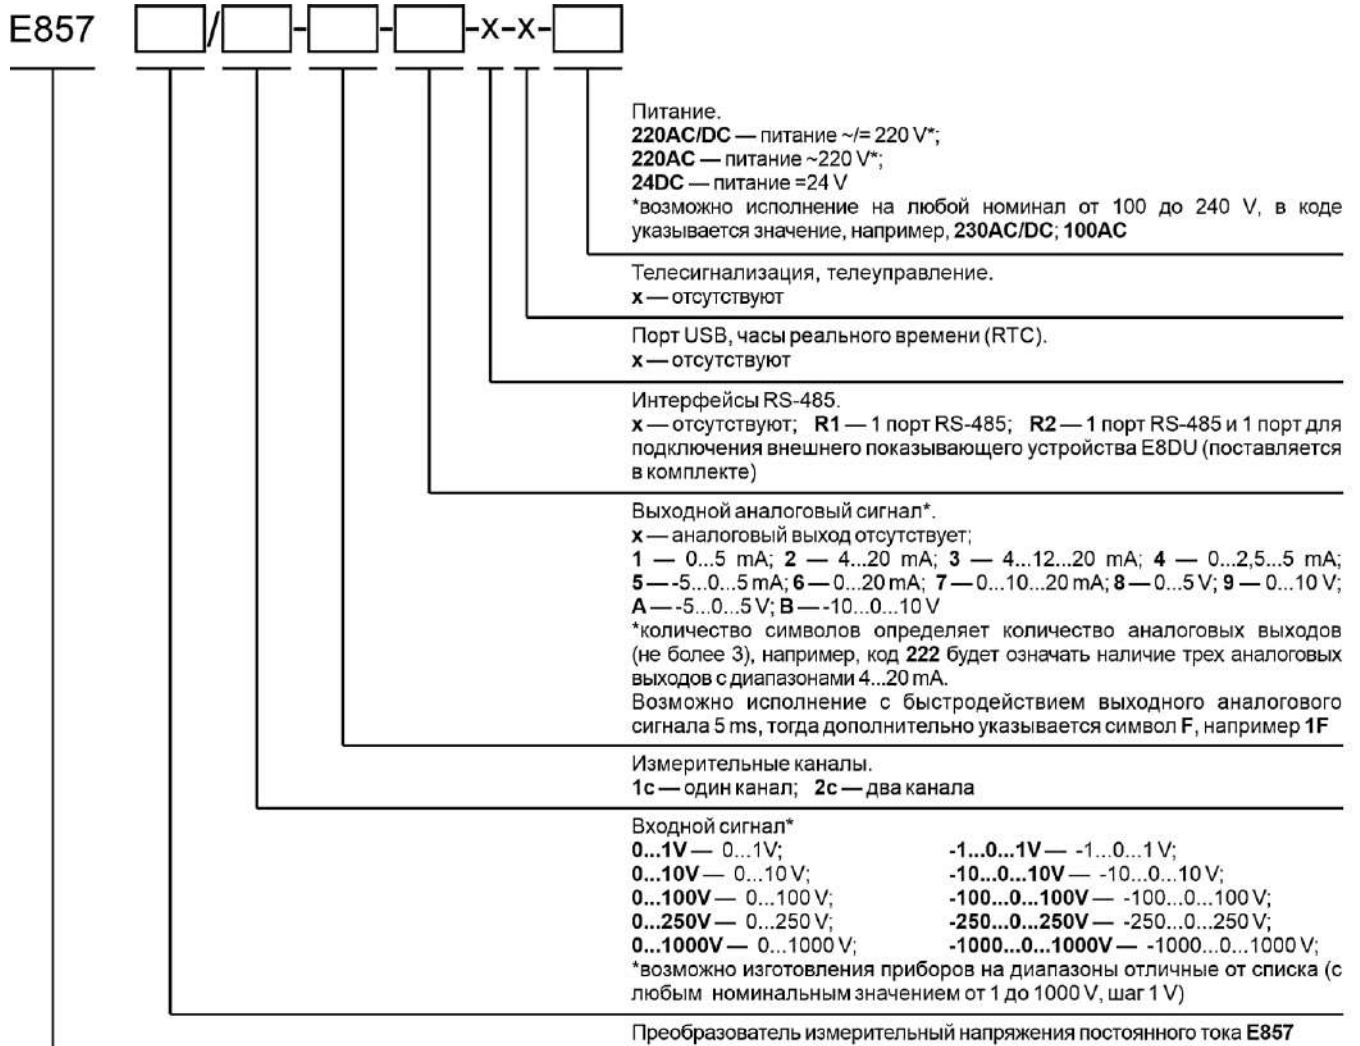 E857 / - - -x-x-
Питание.
220AC/DC — питание ~/= 220 V*;
220AC — питание ~220 V*;
24DC — питание =24 V
*возможно исполнение на любой номинал от 100 до 240 V, в коде
указывается значение, например, 230AC/DC; 100AC
Телесигнализация, телеуправление.
x — отсутствуют
Порт USB, часы реального времени (RTC).
x — отсутствуют
Интерфейсы RS-485.
x — отсутствуют; R1 — 1 порт RS-485; R2 — 1 порт RS-485 и 1 порт для
подключения внешнего показывающего устройства E8DU (поставляется
в комплекте)
Выходной аналоговый сигнал*.
x — аналоговый выход отсутствует;
1 — 0...5 mA; 2 — 4...20 mA; 3 — 4...12...20 mA; 4 — 0...2,5...5 mA;
5 — -5...0...5 mA; 6 — 0...20 mA; 7 — 0...10...20 mA; 8 — 0...5 V; 9 — 0...10 V;
A — -5...0...5 V; B — -10...0...10 V
*количество символов определяет количество аналоговых выходов
(не более 3), например, код 222 будет означать наличие трех аналоговых
выходов с диапазонами 4...20 mA.
Возможно исполнение с быстродействием выходного аналогового
сигнала 5 ms, тогда дополнительно указывается символ F, например 1F
Измерительные каналы.
1c — один канал; 2c — два канала
Входной сигнал*
0...1V — 0...1V; -1...0...1V — -1...0...1 V;
0...10V — 0...10 V; -10...0...10V — -10...0...10 V;
0...100V — 0...100 V; -100...0...100V — -100...0...100 V;
0...250V — 0...250 V; -250...0...250V — -250...0...250 V;
0...1000V — 0...1000 V; -1000...0...1000V — -1000...0...1000 V;
*возможно изготовления приборов на диапазоны отличные от списка (с
любым номинальным значением от 1 до 1000 V, шаг 1 V)
Преобразователь измерительный напряжения постоянного тока E857